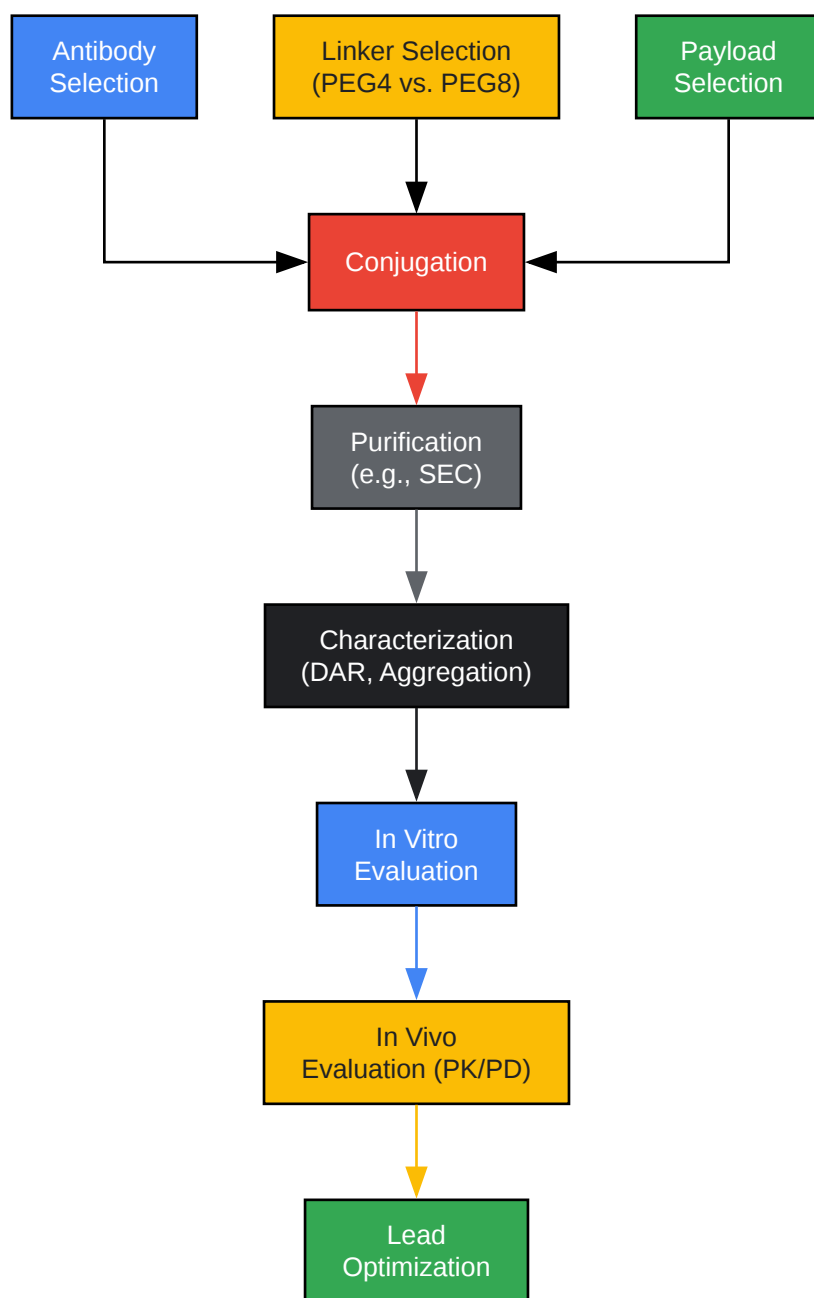 Antibody
Selection
Linker Selection
(PEG4 vs. PEG8)
Payload
Selection
Conjugation
Purification
(e.g., SEC)
Characterization
(DAR, Aggregation)
In Vitro
Evaluation
In Vivo
Evaluation (PK/PD)
Lead
Optimization